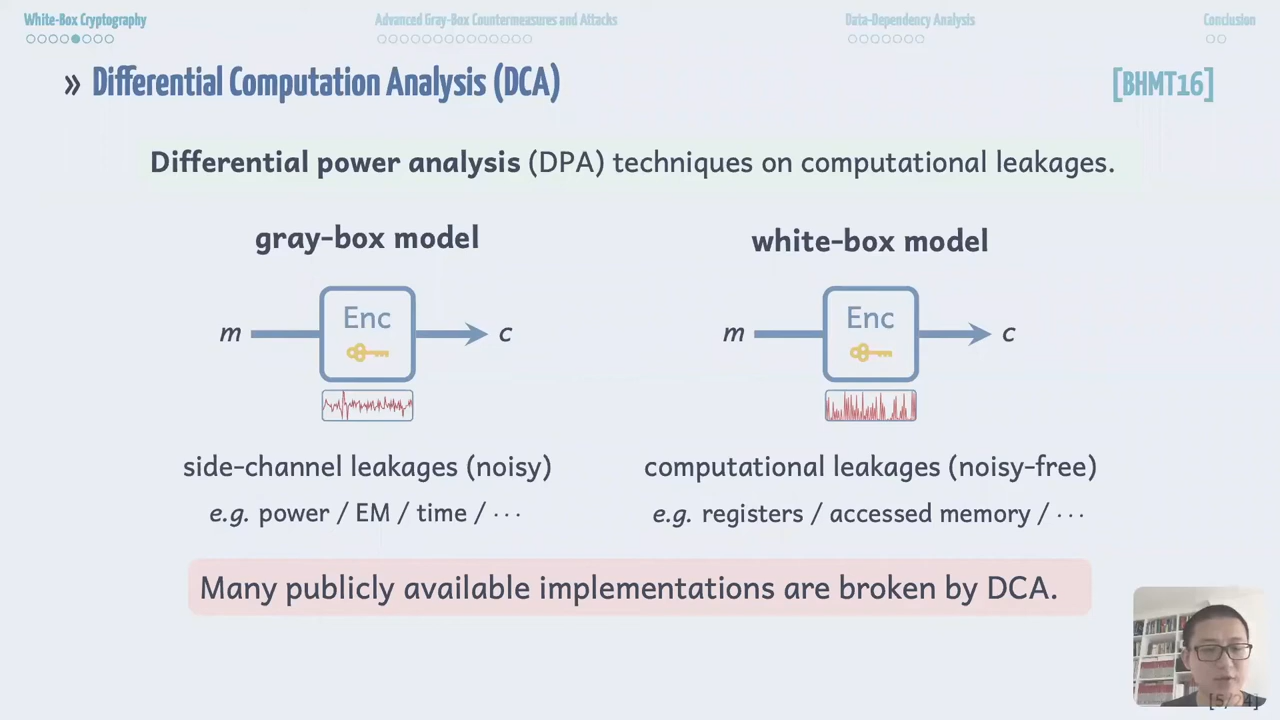 White-Box Cryptography Advanced Gray-Box Countermeasures and Attacks Data-Dependency Analysis Conclusion
» Differential Computation Analysis (DCA) [BHMT16]
Differential power analysis (DPA) techniques on computational leakages.
gray-box model white-box model
m Enc c m Enc c
side-channel leakages (noisy) computational leakages (noisy-free)
e.g. power / EM / time / ··· e.g. registers / accessed memory / ···
Many publicly available implementations are broken by DCA.
[5/24]